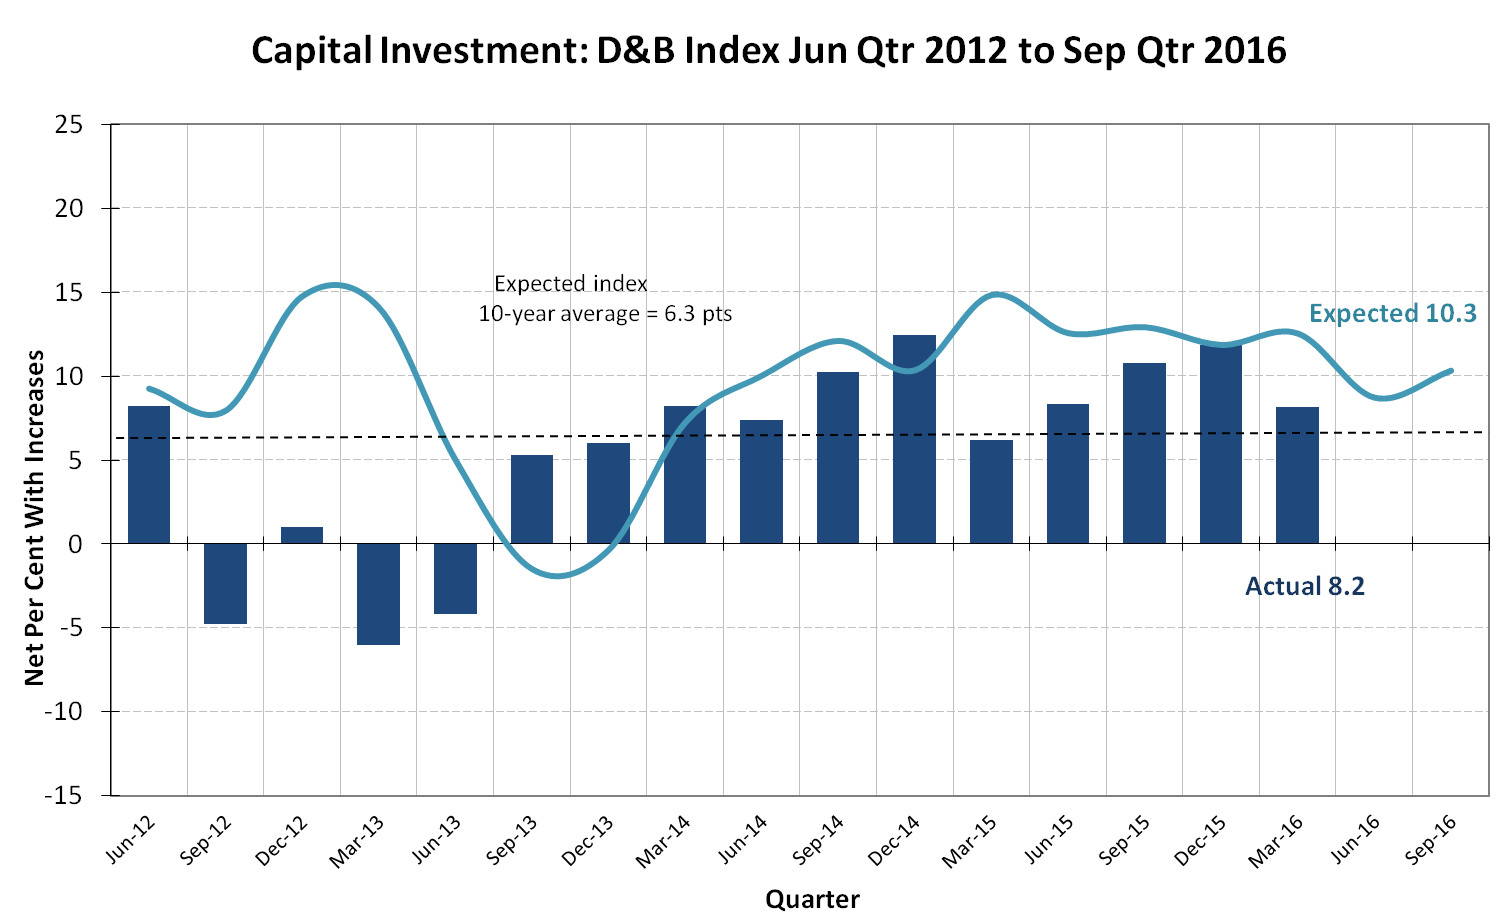 Capital Investment: D&B Index Jun Qtr 2012 to Sep Qtr 2016
25
20
15
10
5
0
-5
-10
-15
Net Per Cent With Increases
Expected index
10-year average = 6.3 pts
Expected 10.3
Actual 8.2
Jun-12
Sep-12
Dec-12
Mar-13
Jun-13
Sep-13
Dec-13
Mar-14
Jun-14
Sep-14
Dec-14
Mar-15
Jun-15
Sep-15
Dec-15
Mar-16
Jun-16
Sep-16
Quarter